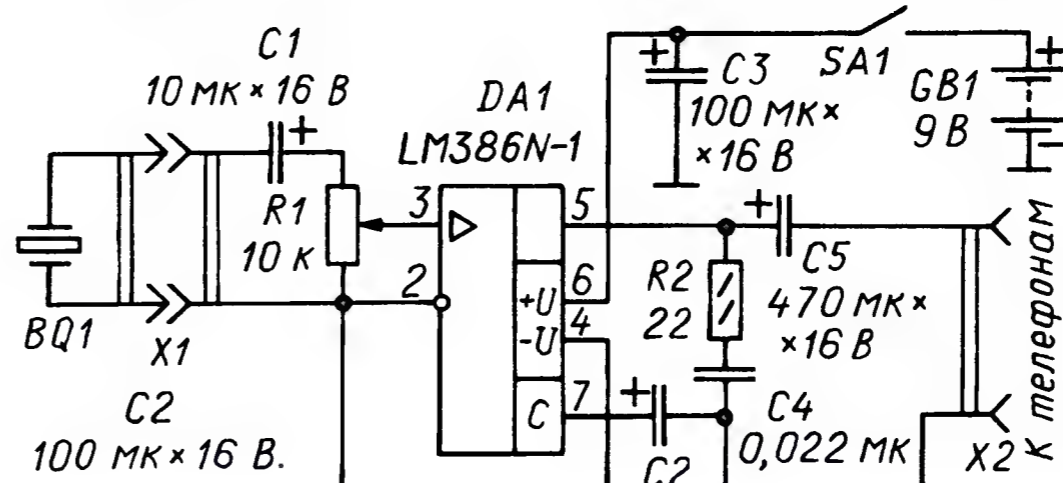 C1
10 мк × 16 В
DA1
LM386N-1
C3
100 мк ×
× 16 В
SA1
GB1
9 В
+
+
+
−
R1
10 к
3
2
5
6
4
7
+U
-U
C
R2
22
+
C5
470 мк ×
× 16 В
BQ1
X1
C2
100 мк × 16 В.
+
C2
C4
0,022 мк
X2
К телефонам